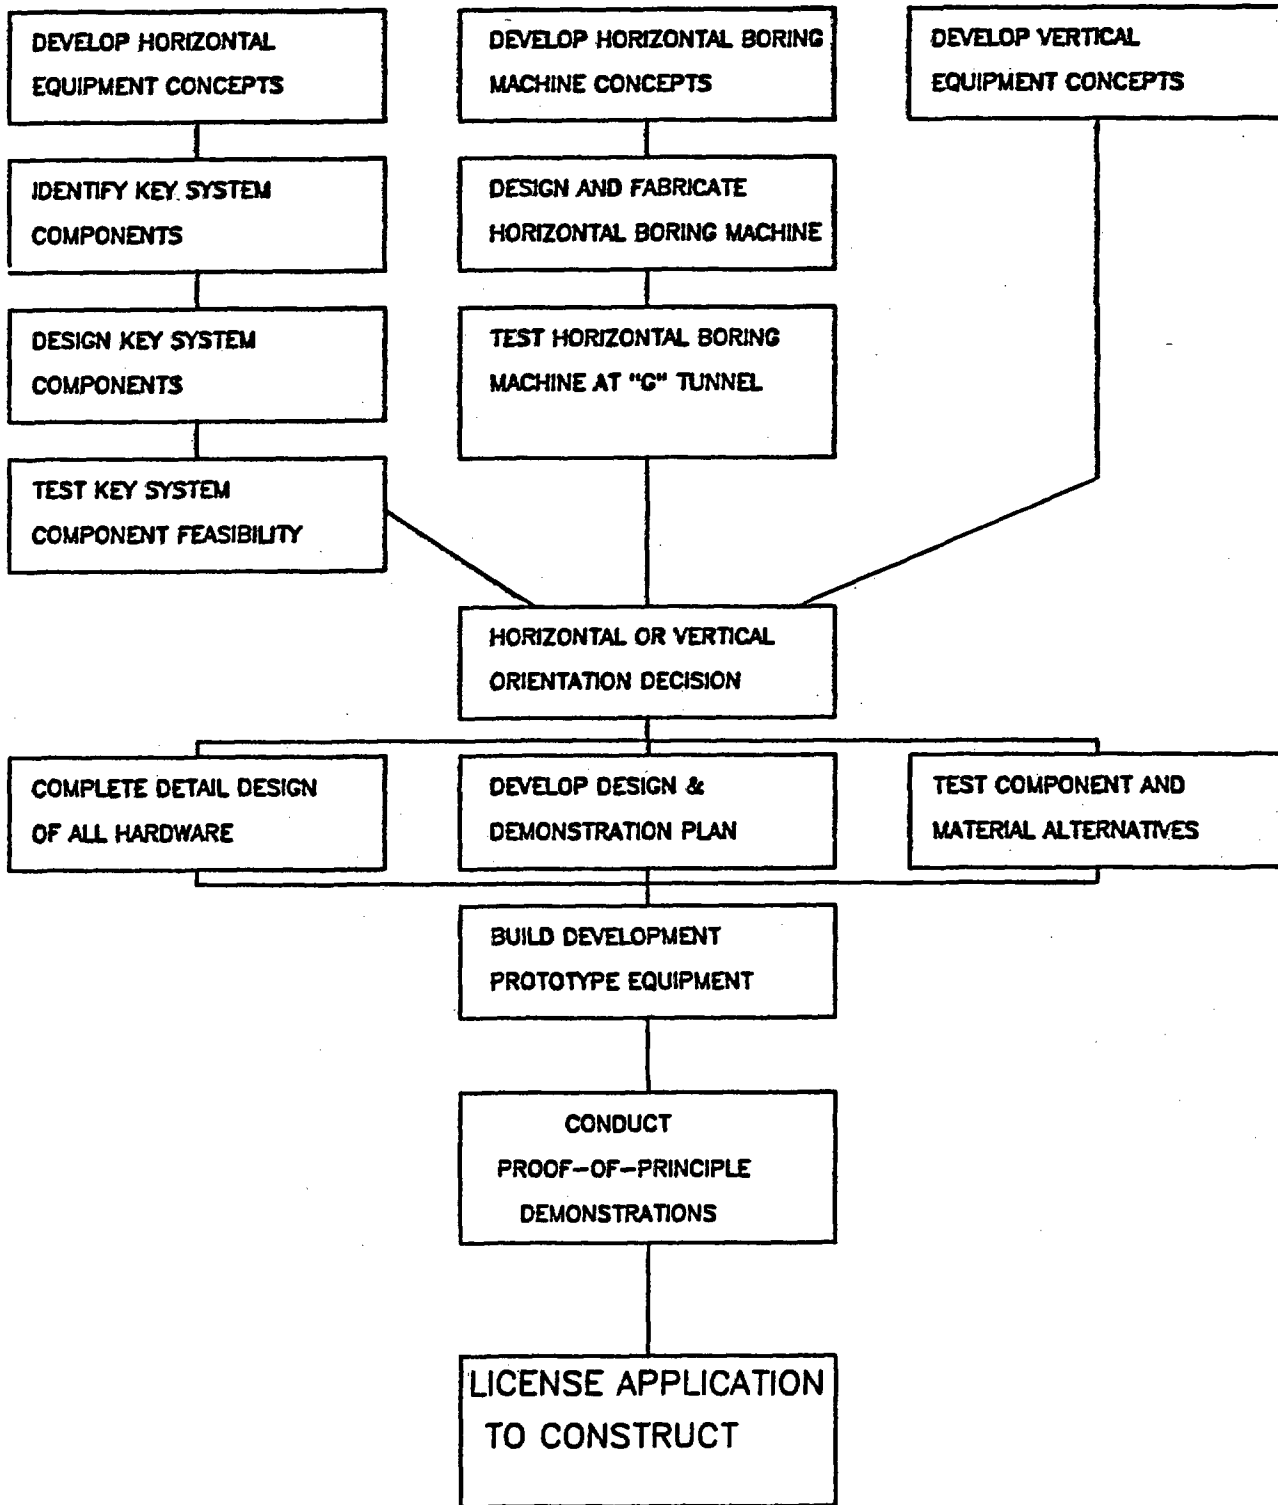 DEVELOP HORIZONTAL
EQUIPMENT CONCEPTS
DEVELOP HORIZONTAL BORING
MACHINE CONCEPTS
DEVELOP VERTICAL
EQUIPMENT CONCEPTS
IDENTIFY KEY SYSTEM
COMPONENTS
DESIGN AND FABRICATE
HORIZONTAL BORING MACHINE
DESIGN KEY SYSTEM
COMPONENTS
TEST HORIZONTAL BORING
MACHINE AT "G" TUNNEL
TEST KEY SYSTEM
COMPONENT FEASIBILITY
HORIZONTAL OR VERTICAL
ORIENTATION DECISION
COMPLETE DETAIL DESIGN
OF ALL HARDWARE
DEVELOP DESIGN &
DEMONSTRATION PLAN
TEST COMPONENT AND
MATERIAL ALTERNATIVES
BUILD DEVELOPMENT
PROTOTYPE EQUIPMENT
CONDUCT
PROOF-OF-PRINCIPLE
DEMONSTRATIONS
LICENSE APPLICATION
TO CONSTRUCT